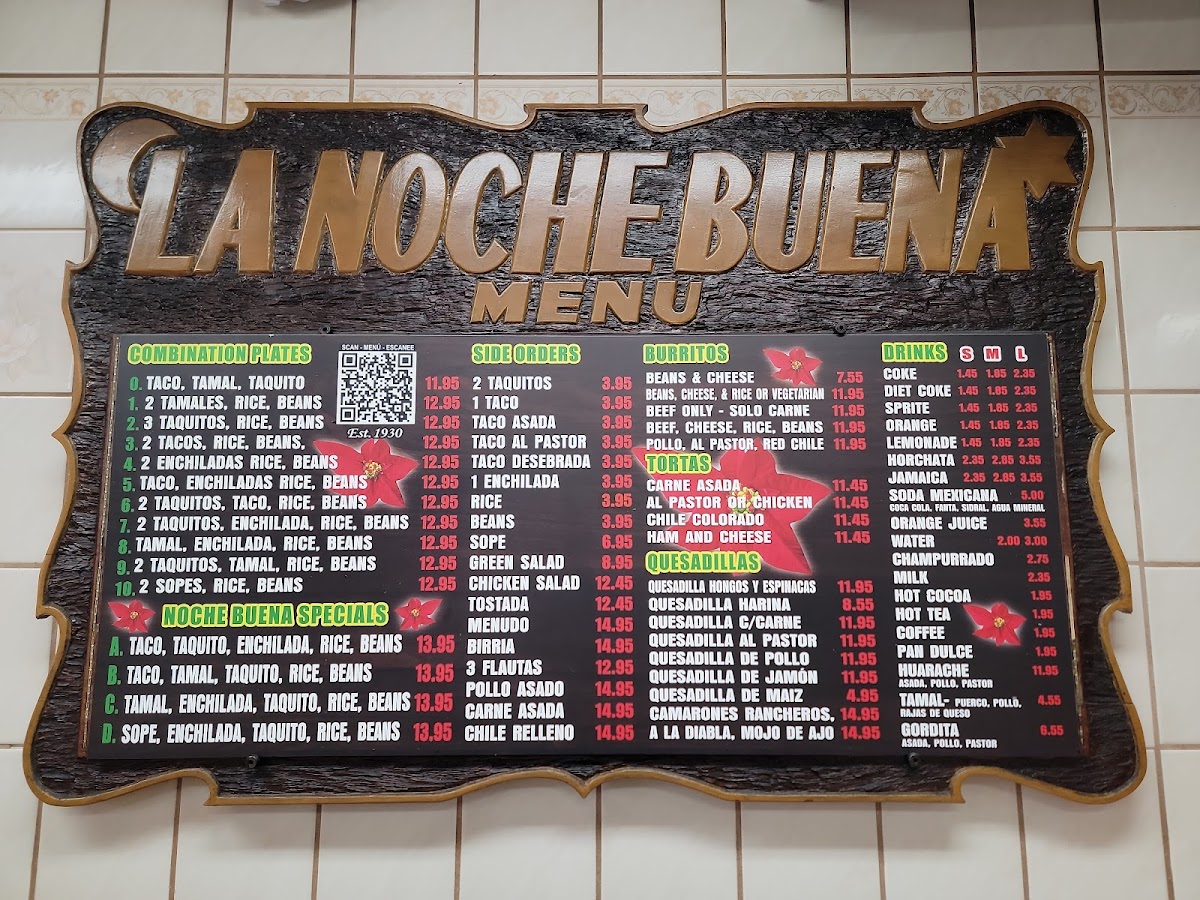 LA NOCHE BUENA
MENU
COMBINATION PLATES
0. TACO, TAMAL, TAQUITO 11.95
1. 2 TAMALES, RICE, BEANS 12.95
2. 3 TAQUITOS, RICE, BEANS 12.95
3. 2 TACOS, RICE, BEANS, 12.95
4. 2 ENCHILADAS RICE, BEANS 12.95
5. TACO, ENCHILADAS RICE, BEANS 12.95
6. 2 TAQUITOS, TACO, RICE, BEANS 12.95
7. 2 TAQUITOS, ENCHILADA, RICE, BEANS 12.95
8. TAMAL, ENCHILADA, RICE, BEANS 12.95
9. 2 TAQUITOS, TAMAL, RICE, BEANS 12.95
10. 2 SOPES, RICE, BEANS 12.95
SCAN - MENÚ - ESCANEE
Est. 1930
NOCHE BUENA SPECIALS
A. TACO, TAQUITO, ENCHILADA, RICE, BEANS 13.95
B. TACO, TAMAL, TAQUITO, RICE, BEANS 13.95
C. TAMAL, ENCHILADA, TAQUITO, RICE, BEANS 13.95
D. SOPE, ENCHILADA, TAQUITO, RICE, BEANS 13.95
SIDE ORDERS
2 TAQUITOS 3.95
1 TACO 3.95
TACO ASADA 3.95
TACO AL PASTOR 3.95
TACO DESEBRADA 3.95
1 ENCHILADA 3.95
RICE 3.95
BEANS 3.95
SOPE 6.95
GREEN SALAD 8.95
CHICKEN SALAD 12.45
TOSTADA 12.45
MENUDO 14.95
BIRRIA 14.95
3 FLAUTAS 12.95
POLLO ASADO 14.95
CARNE ASADA 14.95
CHILE RELLENO 14.95
BURRITOS
BEANS & CHEESE 7.55
BEANS, CHEESE, & RICE OR VEGETARIAN 11.95
BEEF ONLY - SOLO CARNE 11.95
BEEF, CHEESE, RICE, BEANS 11.95
POLLO, AL PASTOR, RED CHILE 11.95
TORTAS
CARNE ASADA 11.45
AL PASTOR OR CHICKEN 11.45
CHILE COLORADO 11.45
HAM AND CHEESE 11.45
QUESADILLAS
QUESADILLA HONGOS Y ESPINACAS 11.95
QUESADILLA HARINA 8.55
QUESADILLA C/CARNE 11.95
QUESADILLA AL PASTOR 11.95
QUESADILLA DE POLLO 11.95
QUESADILLA DE JAMÓN 11.95
QUESADILLA DE MAIZ 4.95
CAMARONES RANCHEROS, 14.95
A LA DIABLA, MOJO DE AJO 14.95
DRINKS S M L
COKE 1.45 1.85 2.35
DIET COKE 1.45 1.85 2.35
SPRITE 1.45 1.85 2.35
ORANGE 1.45 1.85 2.35
LEMONADE 1.45 1.85 2.35
HORCHATA 2.35 2.85 3.55
JAMAICA 2.35 2.85 3.55
SODA MEXICANA 5.00
COCA COLA, FANTA, SIDRAL, AGUA MINERAL
ORANGE JUICE 3.55
WATER 2.00 3.00
CHAMPURRADO 2.75
MILK 2.35
HOT COCOA 1.95
HOT TEA 1.95
COFFEE 1.95
PAN DULCE 1.95
HUARACHE 11.95
ASADA, POLLO, PASTOR
TAMAL- PUERCO, POLLO, 4.55
RAJAS DE QUESO
GORDITA 6.55
ASADA, POLLO, PASTOR